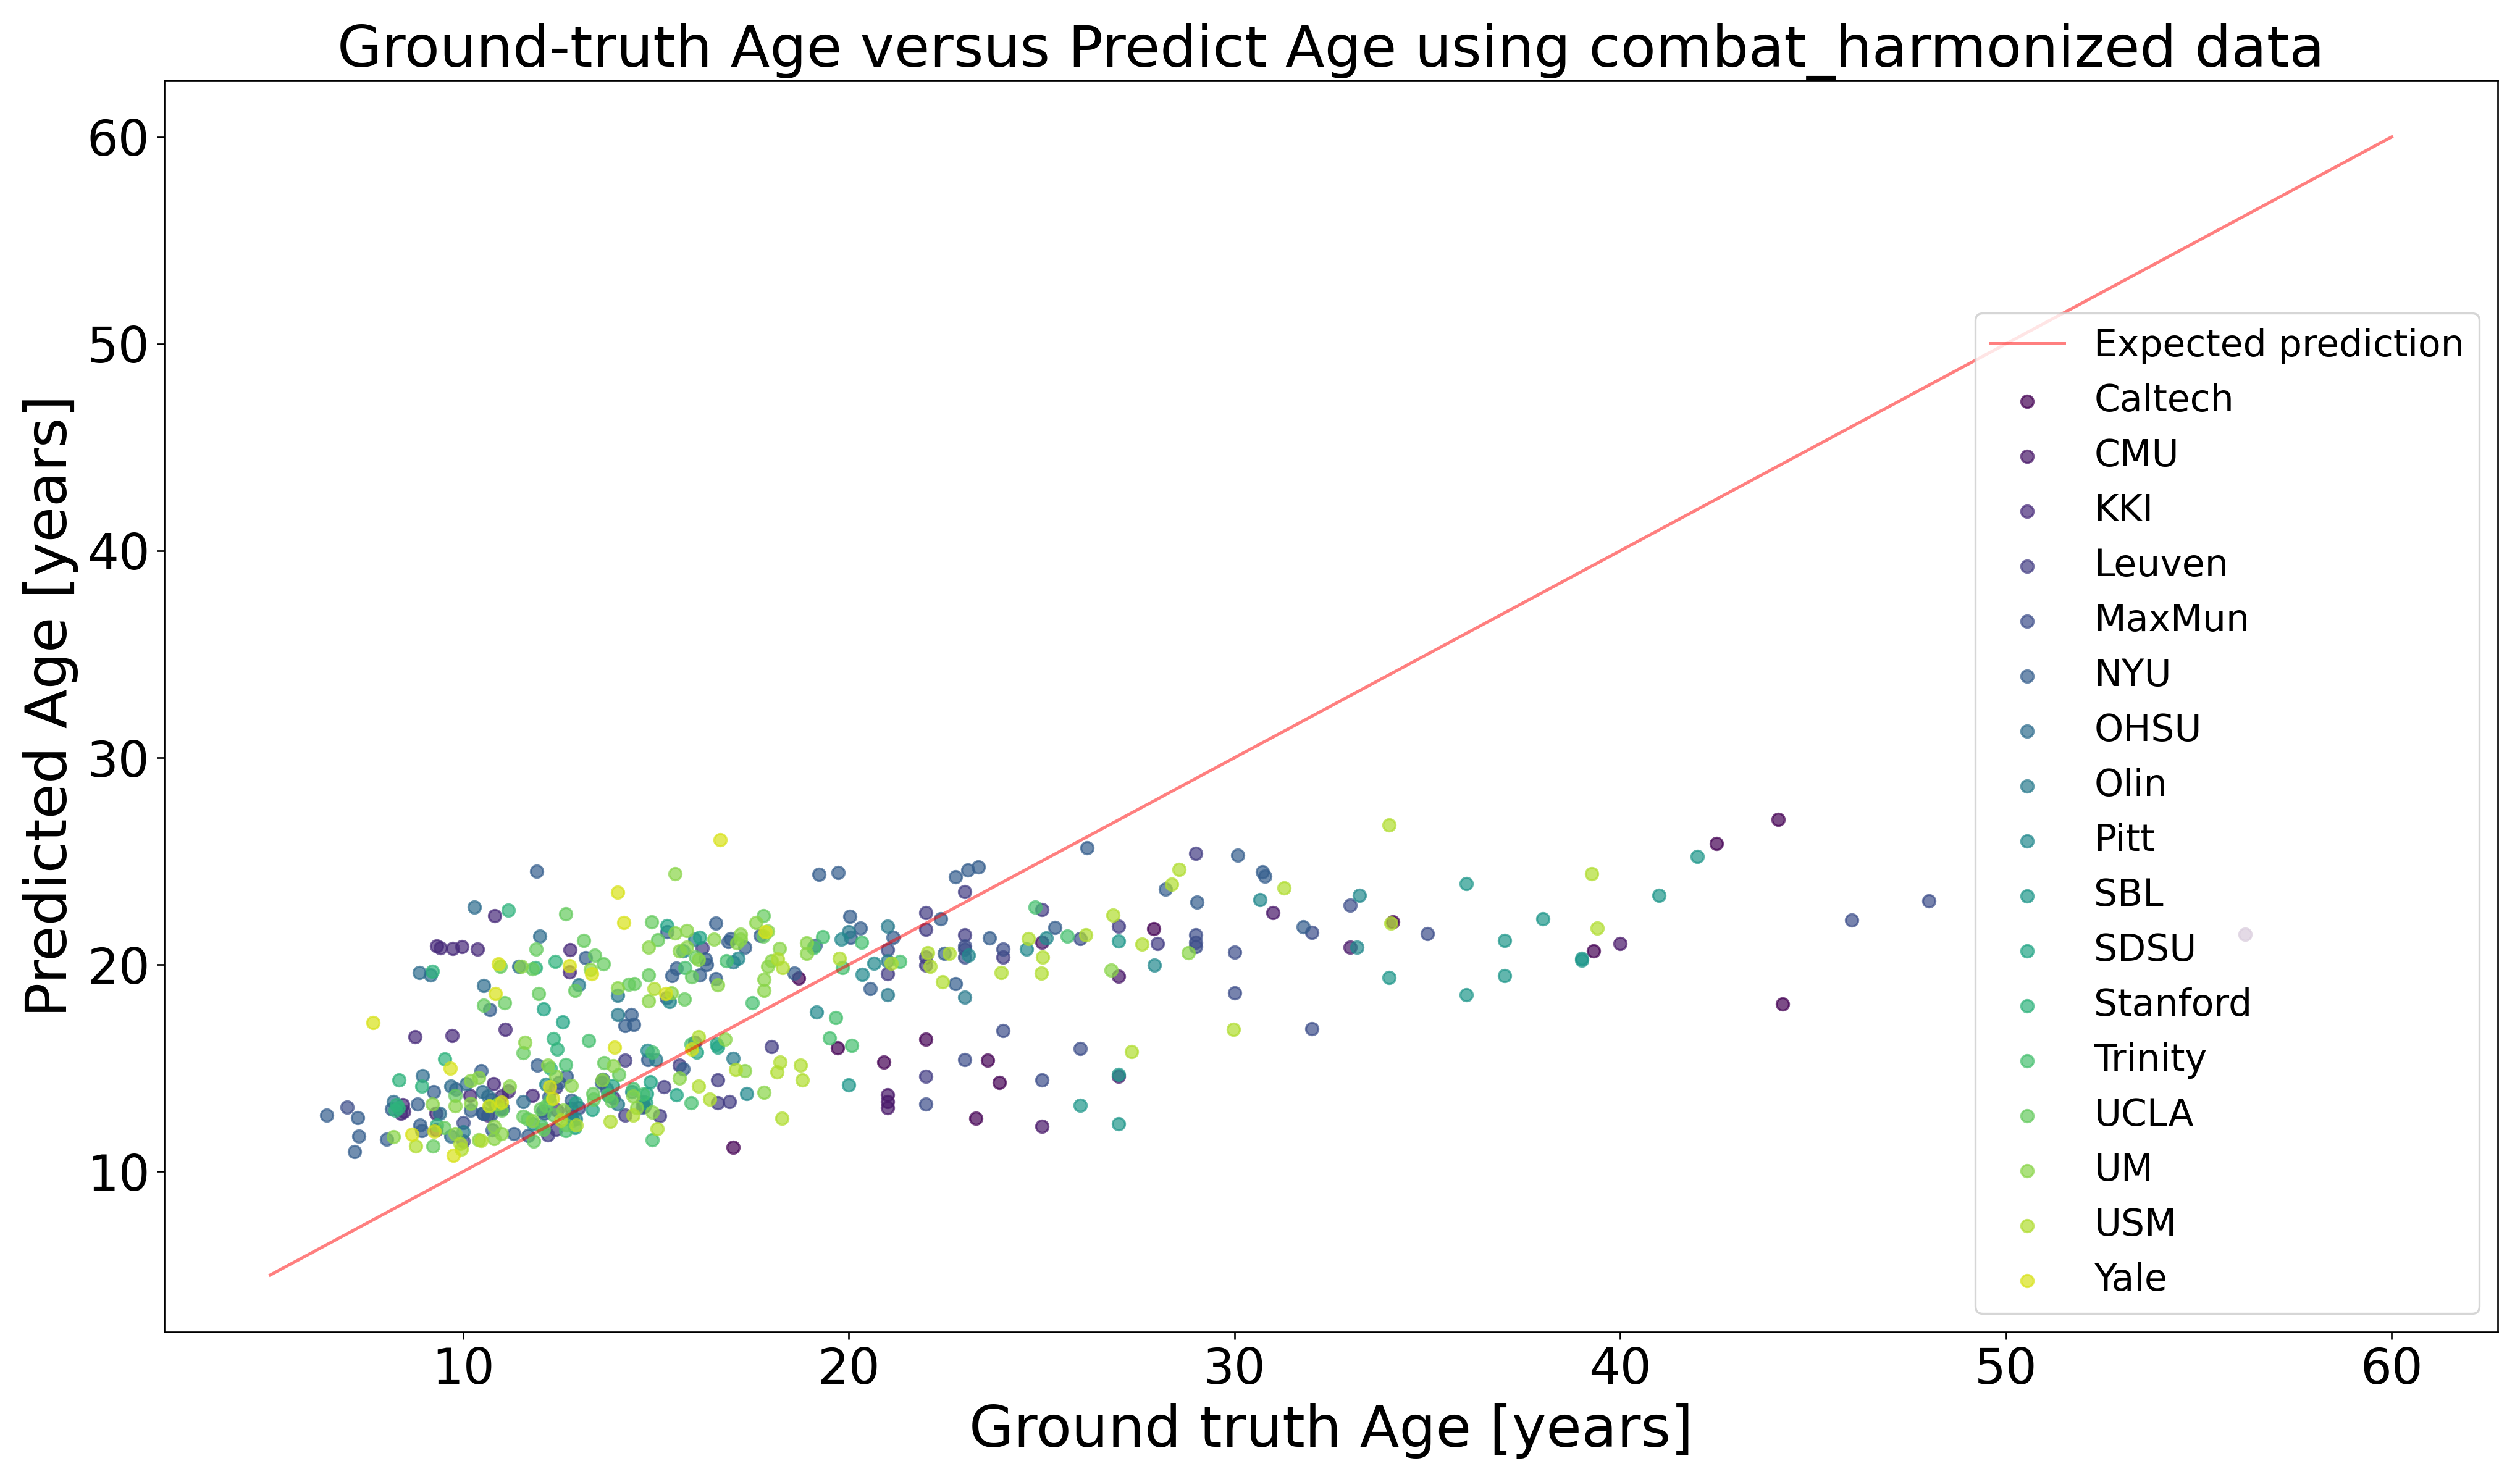 Ground-truth Age versus Predict Age using combat_harmonized data
Predicted Age [years]
60
50
40
30
20
10
Expected prediction
Caltech
CMU
KKI
Leuven
MaxMun
NYU
OHSU
Olin
Pitt
SBL
SDSU
Stanford
Trinity
UCLA
UM
USM
Yale
10 20 30 40 50 60
Ground truth Age [years]